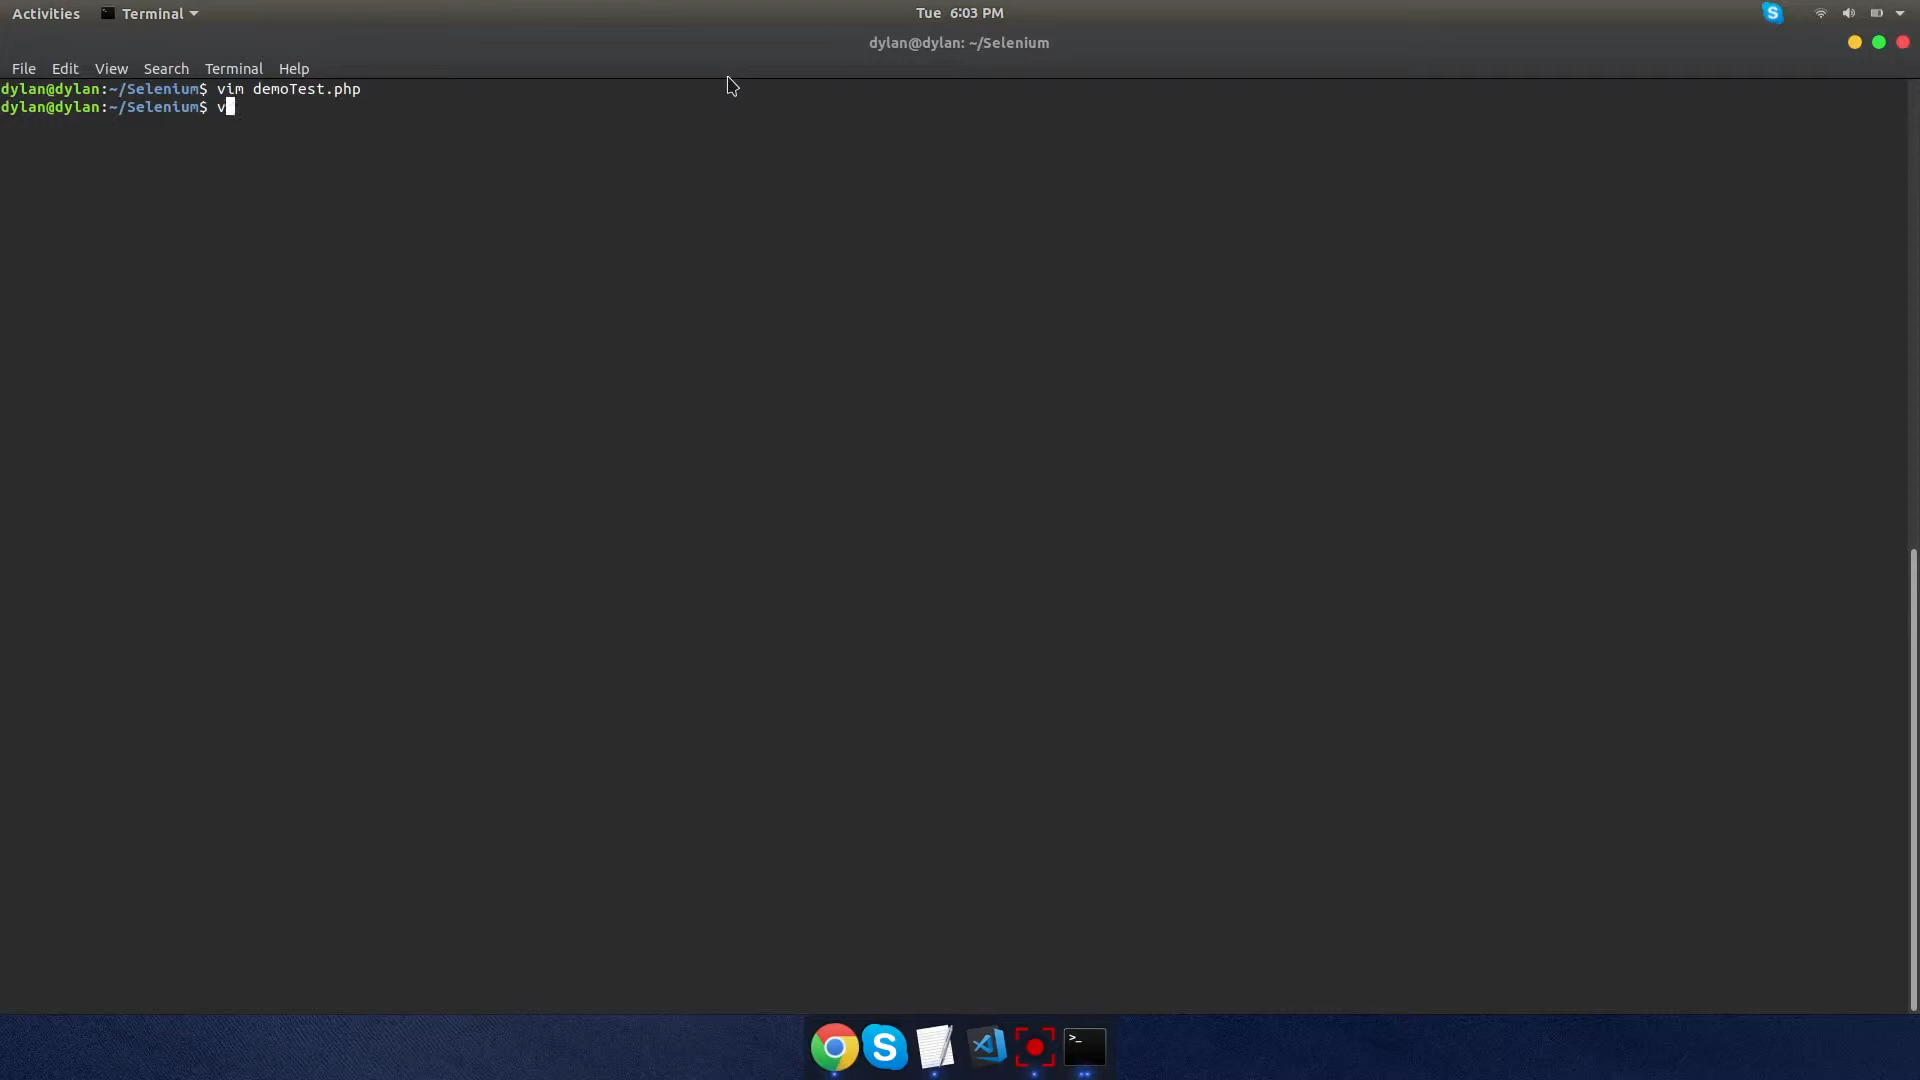 Activities Terminal Tue 6:03 PM
dylan@dylan: ~/Selenium
File Edit View Search Terminal Help
dylan@dylan:~/Selenium$ vim demoTest.php
dylan@dylan:~/Selenium$ v